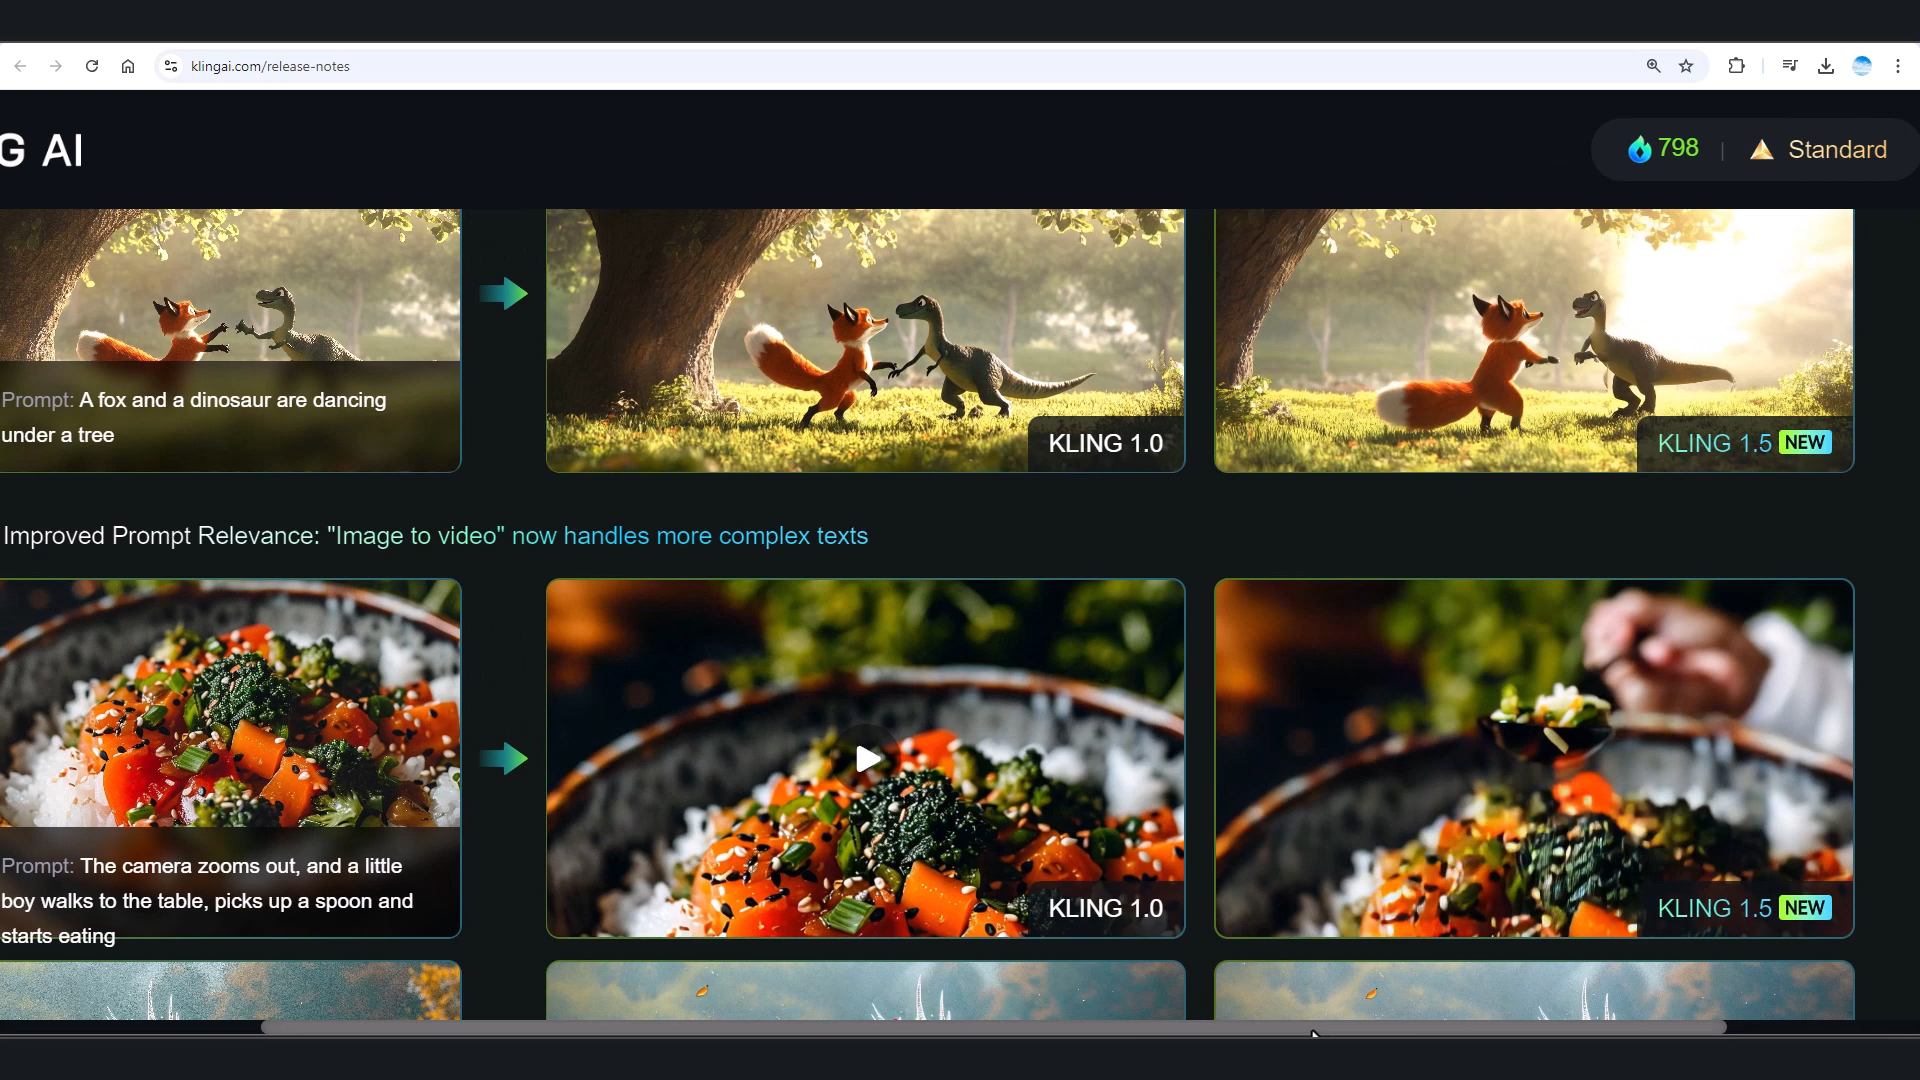 klingai.com/release-notes
G AI
798
Standard
Prompt: A fox and a dinosaur are dancing
under a tree
KLING 1.0
KLING 1.5 NEW
Improved Prompt Relevance: "Image to video" now handles more complex texts
Prompt: The camera zooms out, and a little
boy walks to the table, picks up a spoon and
starts eating
KLING 1.0
KLING 1.5 NEW